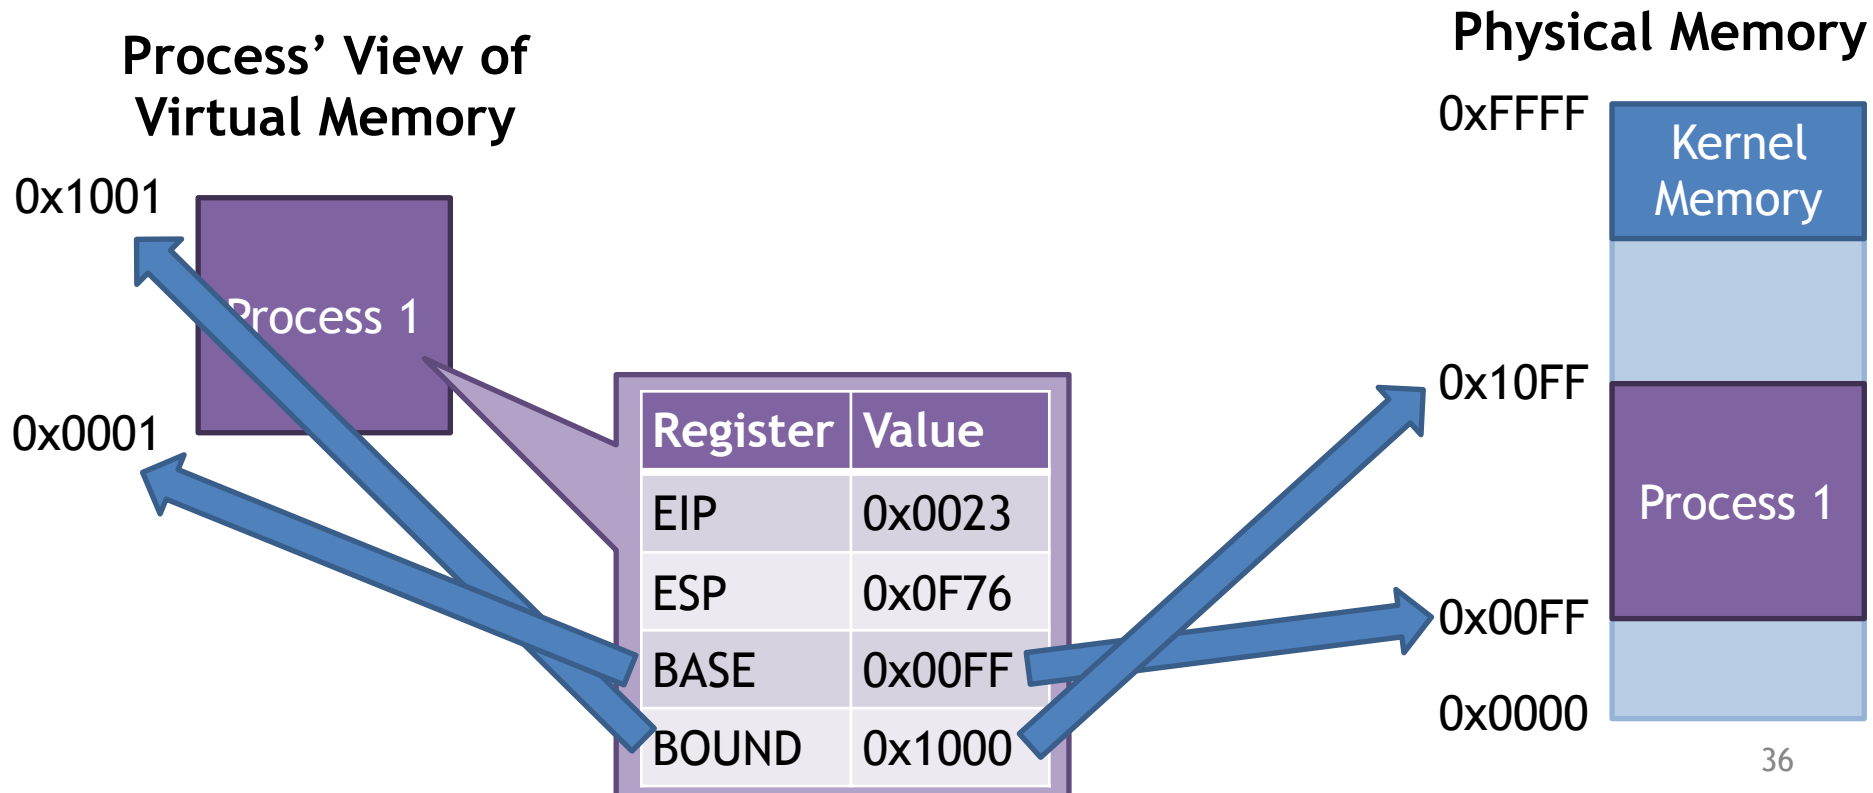 Process’ View of
Virtual Memory
0x1001
Process 1
0x0001
Register Value
EIP 0x0023
ESP 0x0F76
BASE 0x00FF
BOUND 0x1000
Physical Memory
0xFFFF
Kernel
Memory
0x10FF
Process 1
0x00FF
0x0000
36